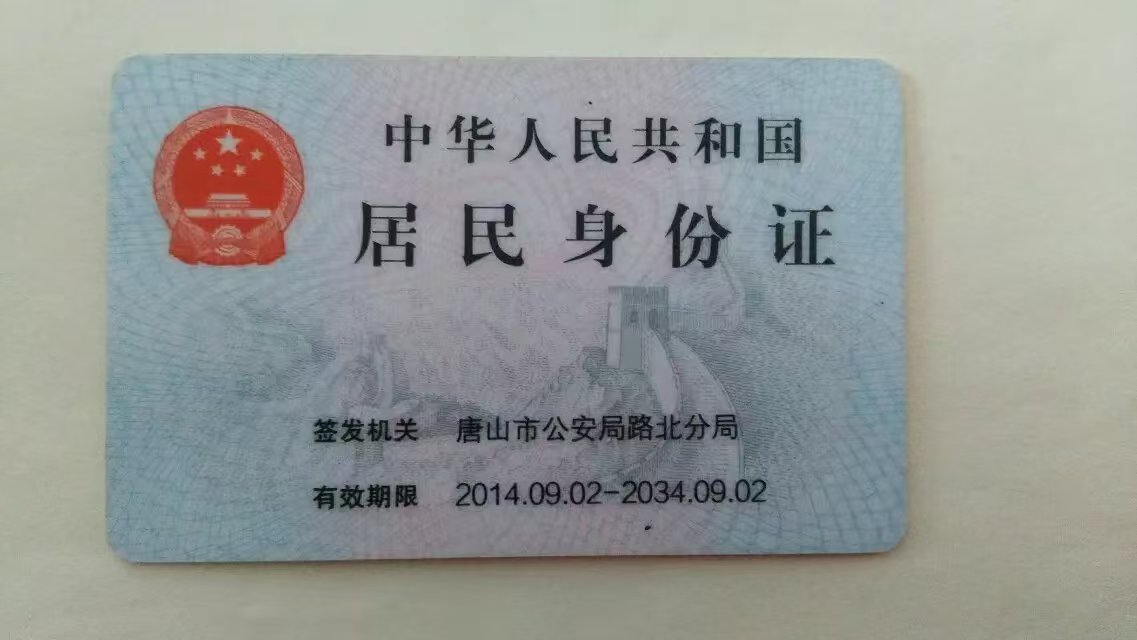 中华人民共和国
居民身份证
签发机关 唐山市公安局路北分局
有效期限 2014.09.02-2034.09.02